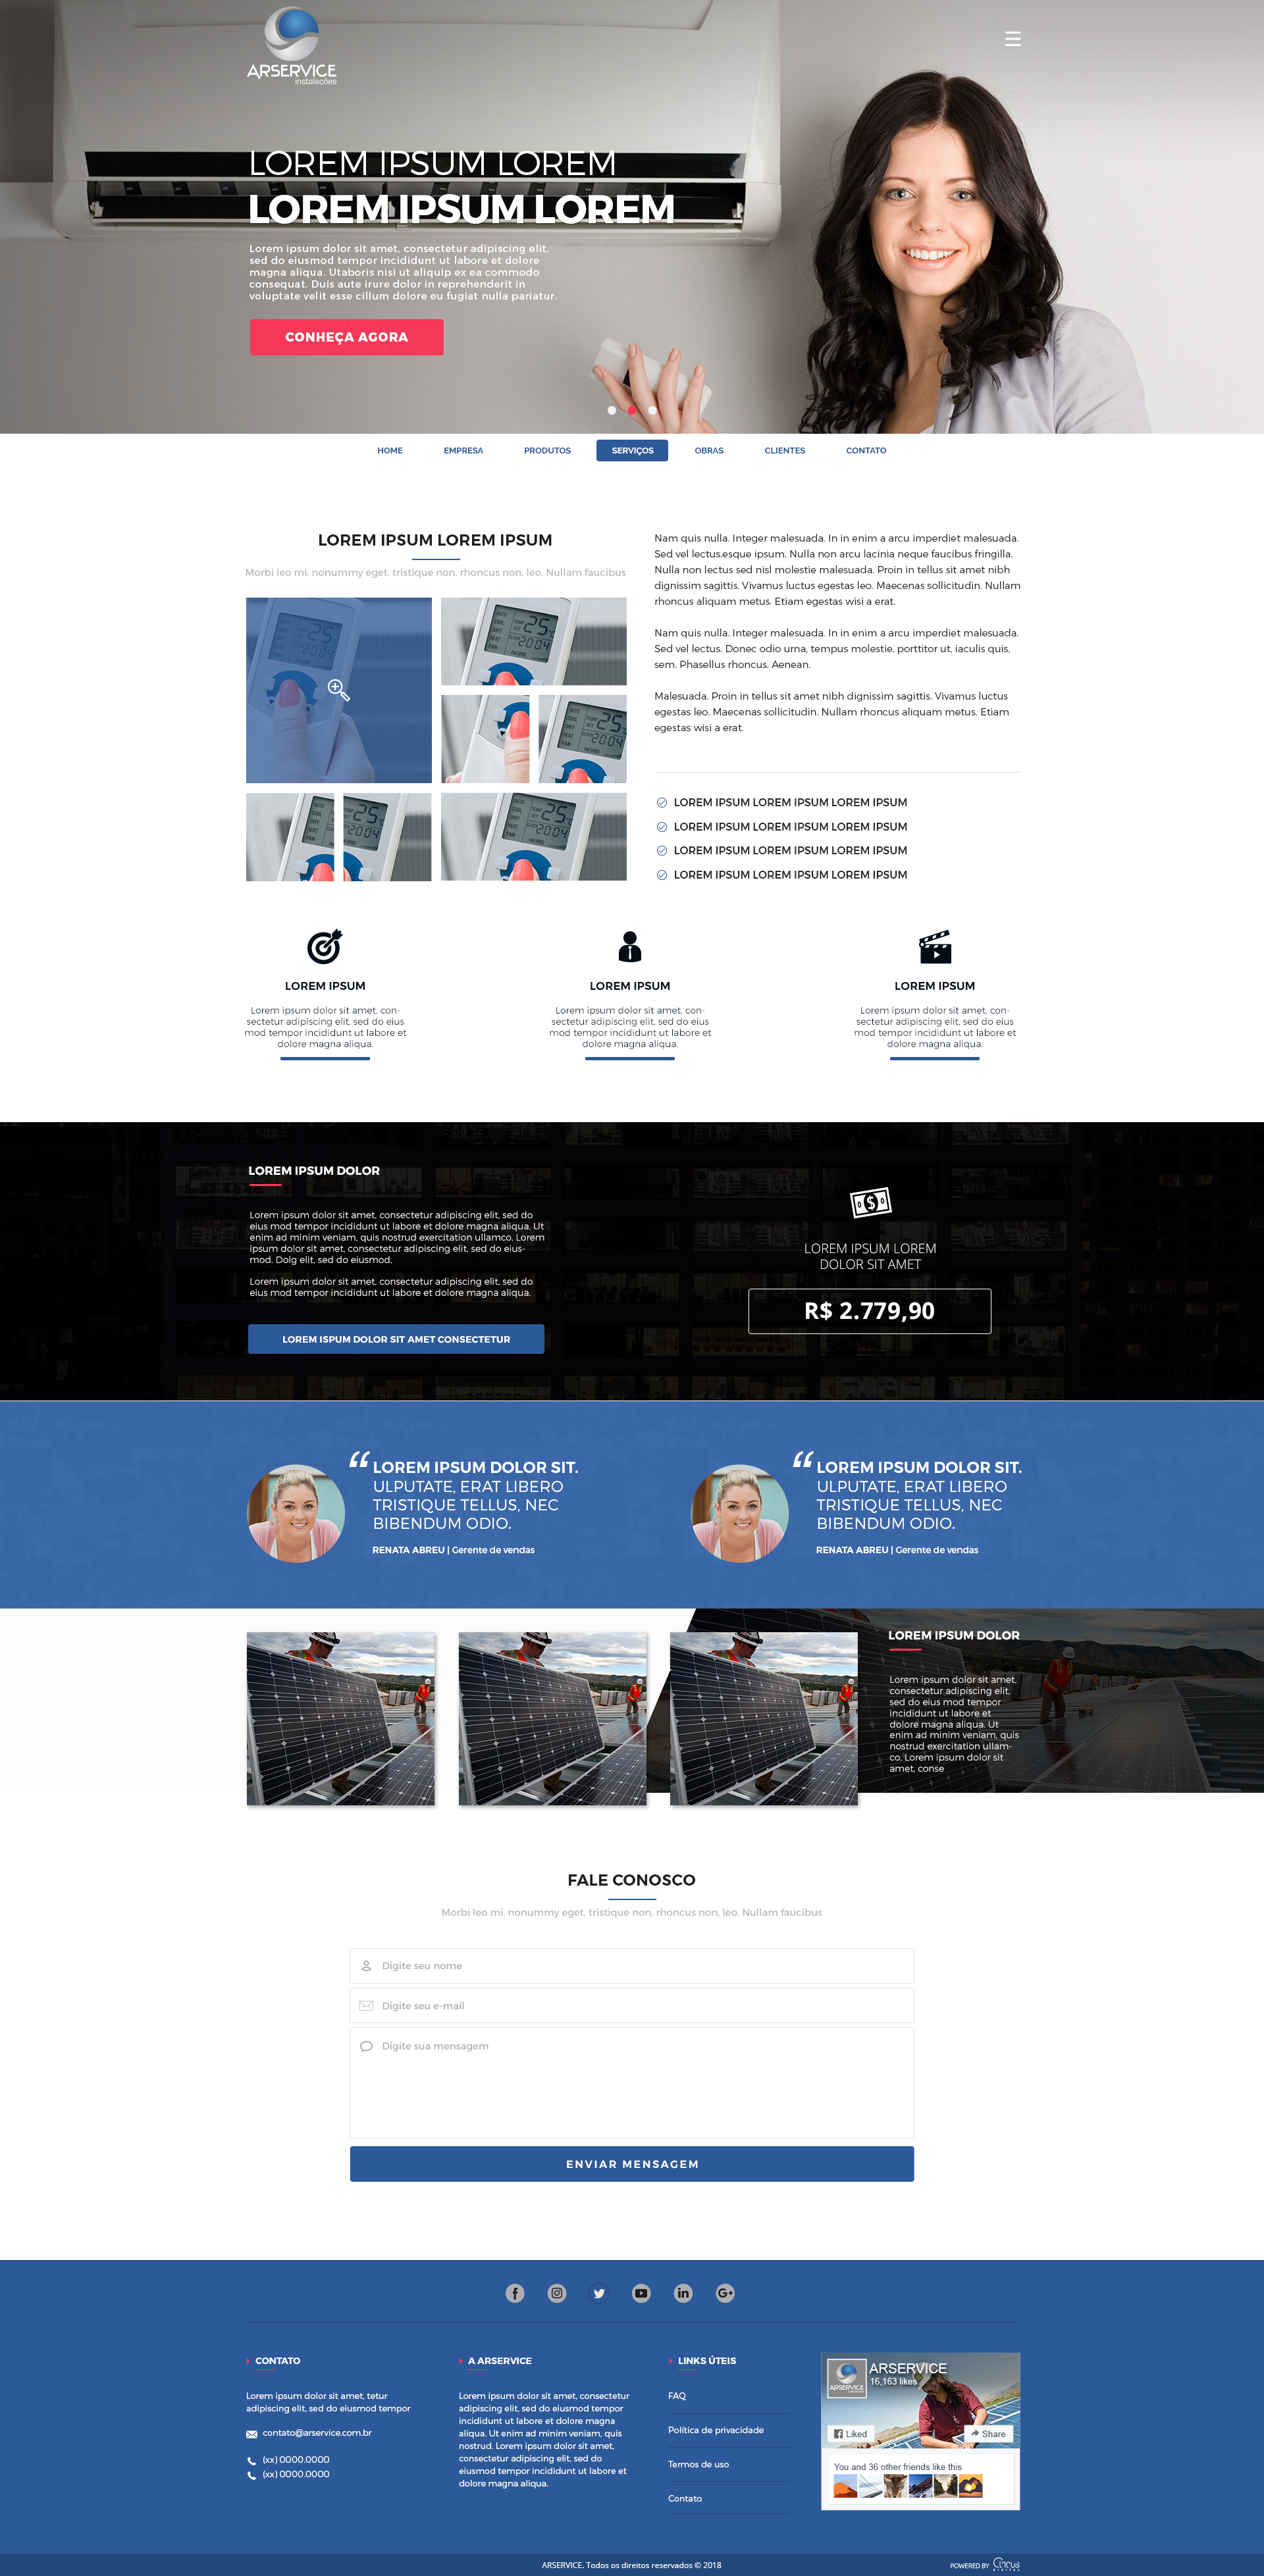 ARSERVICE
instalações
LOREM IPSUM LOREM
LOREM IPSUM LOREM
Lorem ipsum dolor sit amet, consectetur adipiscing elit,
sed do eiusmod tempor incididunt ut labore et dolore
magna aliqua. Utaboris nisi ut aliquip ex ea commodo
consequat. Duis aute irure dolor in reprehenderit in
voluptate velit esse cillum dolore eu fugiat nulla pariatur.
CONHEÇA AGORA
HOME
EMPRESA
PRODUTOS
SERVIÇOS
OBRAS
CLIENTES
CONTATO
LOREM IPSUM LOREM IPSUM
Morbi leo mi, nonummy eget, tristique non, rhoncus non, leo. Nullam faucibus
Nam quis nulla. Integer malesuada. In in enim a arcu imperdiet malesuada.
Sed vel lectus.esque ipsum. Nulla non arcu lacinia neque faucibus fringilla.
Nulla non lectus sed nisl molestie malesuada. Proin in tellus sit amet nibh
dignissim sagittis. Vivamus luctus egestas leo. Maecenas sollicitudin. Nullam
rhoncus aliquam metus. Etiam egestas wisi a erat.
Nam quis nulla. Integer malesuada. In in enim a arcu imperdiet malesuada.
Sed vel lectus. Donec odio urna, tempus molestie, porttitor ut, iaculis quis,
sem. Phasellus rhoncus. Aenean.
Malesuada. Proin in tellus sit amet nibh dignissim sagittis. Vivamus luctus
egestas leo. Maecenas sollicitudin. Nullam rhoncus aliquam metus. Etiam
egestas wisi a erat.
LOREM IPSUM LOREM IPSUM LOREM IPSUM
LOREM IPSUM LOREM IPSUM LOREM IPSUM
LOREM IPSUM LOREM IPSUM LOREM IPSUM
LOREM IPSUM LOREM IPSUM LOREM IPSUM
LOREM IPSUM
Lorem ipsum dolor sit amet, con-
sectetur adipiscing elit, sed do eius
mod tempor incididunt ut labore et
dolore magna aliqua.
LOREM IPSUM
Lorem ipsum dolor sit amet, con-
sectetur adipiscing elit, sed do eius
mod tempor incididunt ut labore et
dolore magna aliqua.
LOREM IPSUM
Lorem ipsum dolor sit amet, con-
sectetur adipiscing elit, sed do eius
mod tempor incididunt ut labore et
dolore magna aliqua.
LOREM IPSUM DOLOR
Lorem ipsum dolor sit amet, consectetur adipiscing elit, sed do
eius mod tempor incididunt ut labore et dolore magna aliqua. Ut
enim ad minim veniam, quis nostrud exercitation ullamco. Lorem
ipsum dolor sit amet, consectetur adipiscing elit, sed do eius-
mod. Dolg elit, sed do eiusmod.
Lorem ipsum dolor sit amet, consectetur adipiscing elit, sed do
eius mod tempor incididunt ut labore et dolore magna aliqua.
LOREM ISPUM DOLOR SIT AMET CONSECTETUR
LOREM IPSUM LOREM
DOLOR SIT AMET
R$ 2.779,90
“ LOREM IPSUM DOLOR SIT.
ULPUTATE, ERAT LIBERO
TRISTIQUE TELLUS, NEC
BIBENDUM ODIO.
RENATA ABREU | Gerente de vendas
“ LOREM IPSUM DOLOR SIT.
ULPUTATE, ERAT LIBERO
TRISTIQUE TELLUS, NEC
BIBENDUM ODIO.
RENATA ABREU | Gerente de vendas
LOREM IPSUM DOLOR
Lorem ipsum dolor sit amet,
consectetur adipiscing elit,
sed do eius mod tempor
incididunt ut labore et
dolore magna aliqua. Ut
enim ad minim veniam, quis
nostrud exercitation ullam-
co. Lorem ipsum dolor sit
amet, conse
FALE CONOSCO
Morbi leo mi, nonummy eget, tristique non, rhoncus non, leo. Nullam faucibus
Digite seu nome
Digite seu e-mail
Digite sua mensagem
ENVIAR MENSAGEM
CONTATO
Lorem ipsum dolor sit amet, tetur
adipiscing elit, sed do eiusmod tempor
contato@arservice.com.br
(xx) 0000.0000
(xx) 0000.0000
A ARSERVICE
Lorem ipsum dolor sit amet, consectetur
adipiscing elit, sed do eiusmod tempor
incididunt ut labore et dolore magna
aliqua. Ut enim ad minim veniam, quis
nostrud. Lorem ipsum dolor sit amet,
consectetur adipiscing elit, sed do
eiusmod tempor incididunt ut labore et
dolore magna aliqua.
LINKS ÚTEIS
FAQ
Política de privacidade
Termos de uso
Contato
ARSERVICE
ARSERVICE
16,163 likes
Liked
Share
You and 36 other friends like this
ARSERVICE. Todos os direitos reservados © 2018
POWERED BY